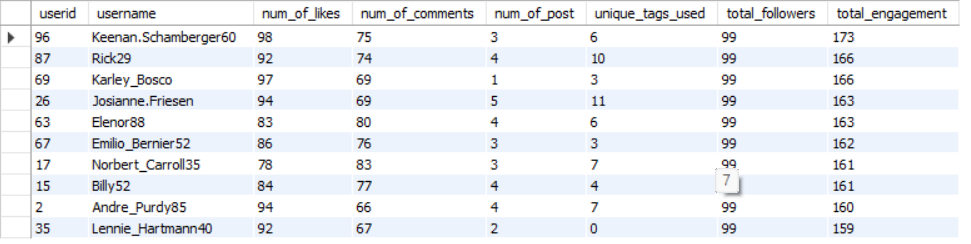 userid username num_of_likes num_of_comments num_of_post unique_tags_used total_followers total_engagement
96 Keenan.Schamberger60 98 75 3 6 99 173
87 Rick29 92 74 4 10 99 166
69 Karley_Bosco 97 69 1 3 99 166
26 Josianne.Friesen 94 69 5 11 99 163
63 Elenor88 83 80 4 6 99 163
67 Emilio_Bernier52 86 76 3 3 99 162
17 Norbert_Carroll35 78 83 3 7 99 161
15 Billy52 84 77 4 4 7 161
2 Andre_Purdy85 94 66 4 7 99 160
35 Lennie_Hartmann40 92 67 2 0 99 159